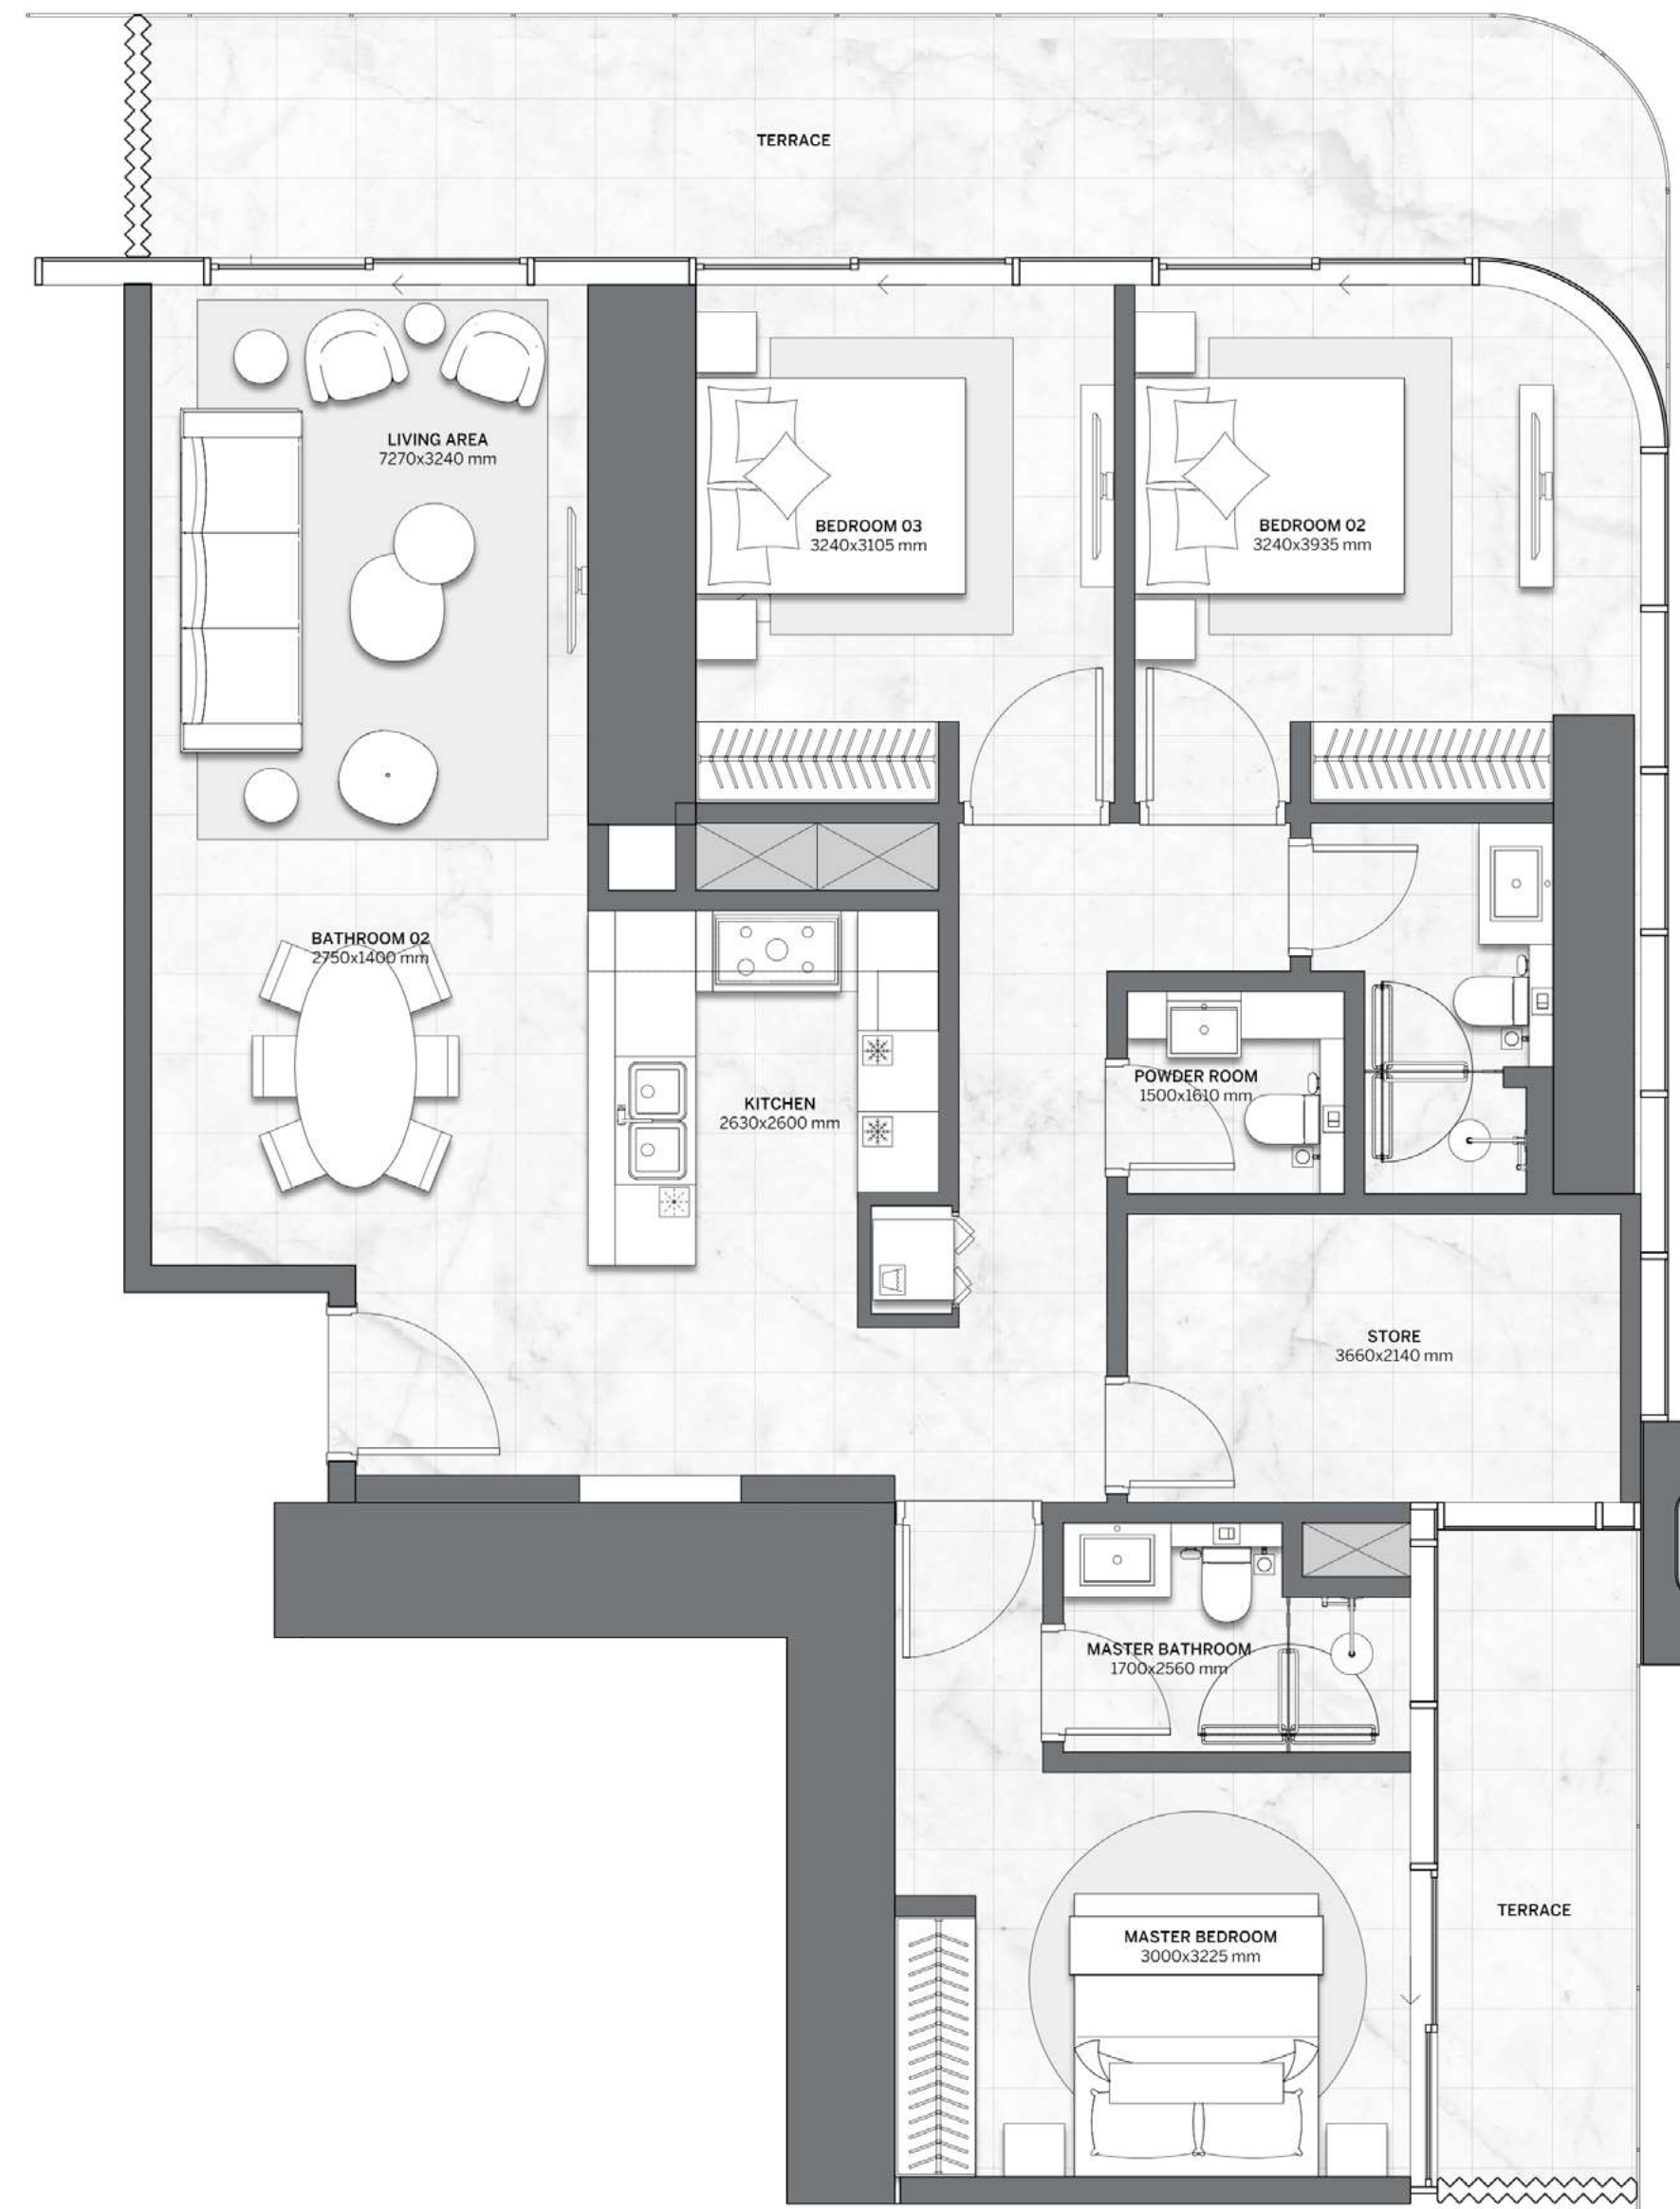 TERRACE
LIVING AREA
7270x3240 mm
BEDROOM 03
3240x3105 mm
BEDROOM 02
3240x3935 mm
BATHROOM 02
2750x1400 mm
KITCHEN
2630x2600 mm
POWDER ROOM
1500x1610 mm
STORE
3660x2140 mm
MASTER BATHROOM
1700x2560 mm
TERRACE
MASTER BEDROOM
3000x3225 mm